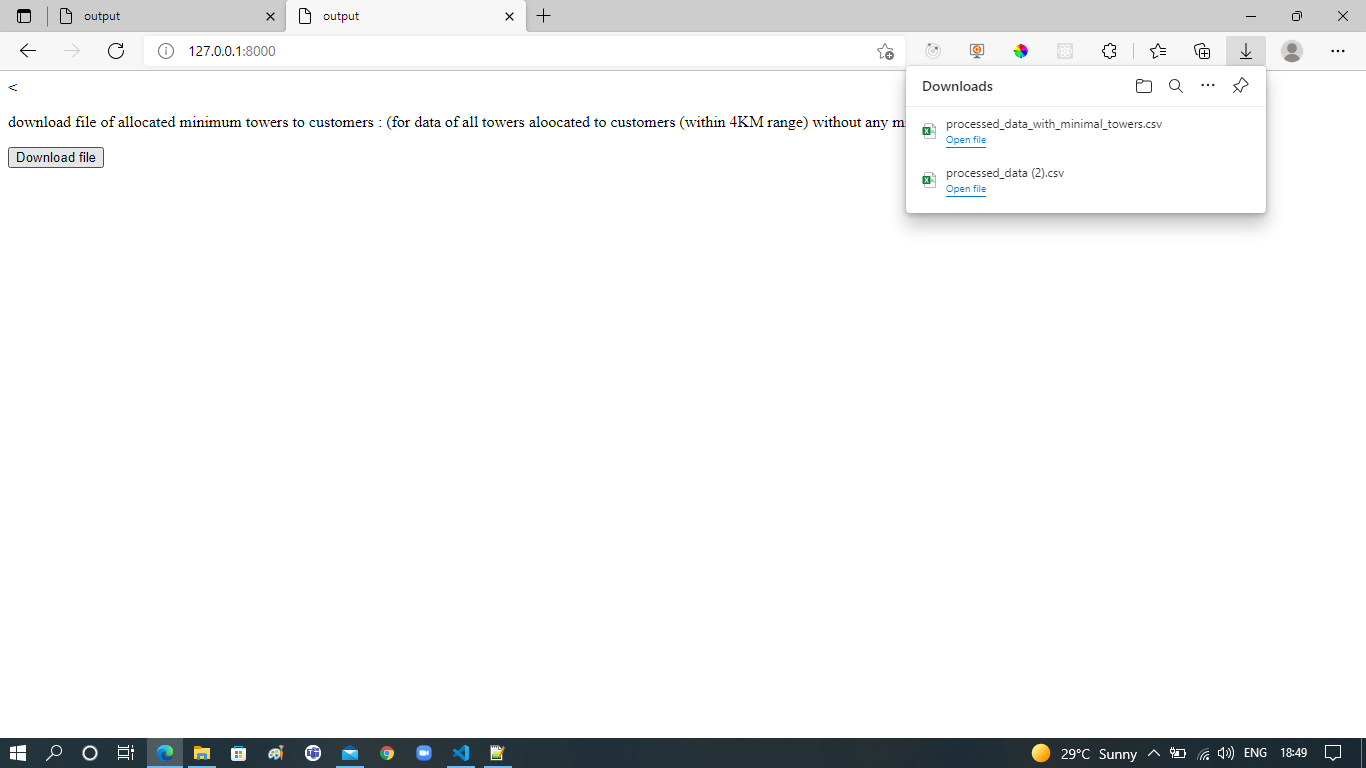 output
output
127.0.0.1:8000
<
Downloads
download file of allocated minimum towers to customers : (for data of all towers aloocated to customers (within 4KM range) without any
processed_data_with_minimal_towers.csv
Open file
Download file
processed_data (2).csv
Open file
29°C Sunny
ENG
18:49